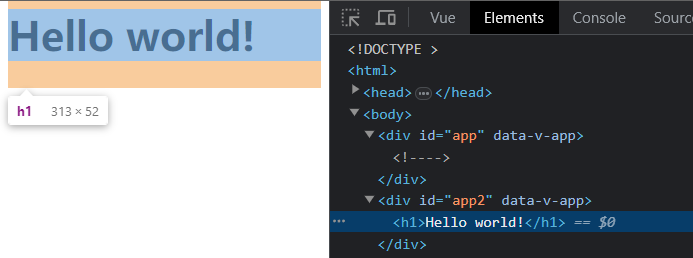 Hello world!
h1 313 × 52
Vue Elements Console Sources
<!DOCTYPE >
<html>
<head> ⋯ </head>
<body>
<div id="app" data-v-app>
<!---->
</div>
<div id="app2" data-v-app>
⋯ <h1>Hello world!</h1> == $0
</div>